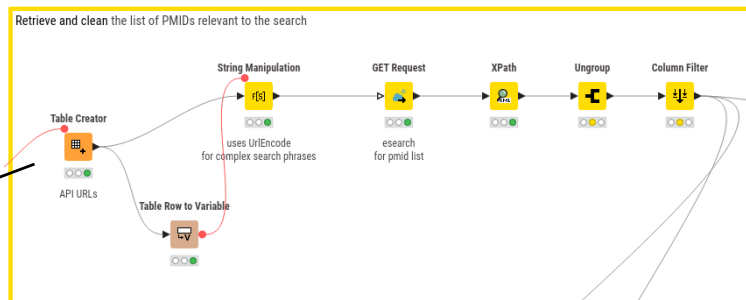 Retrieve and clean the list of PMIDs relevant to the search
String Manipulation
GET Request
XPath
Ungroup
Column Filter
Table Creator
f[S]
XML
uses UrlEncode
for complex search phrases
esearch
for pmid list
API URLs
Table Row to Variable
V